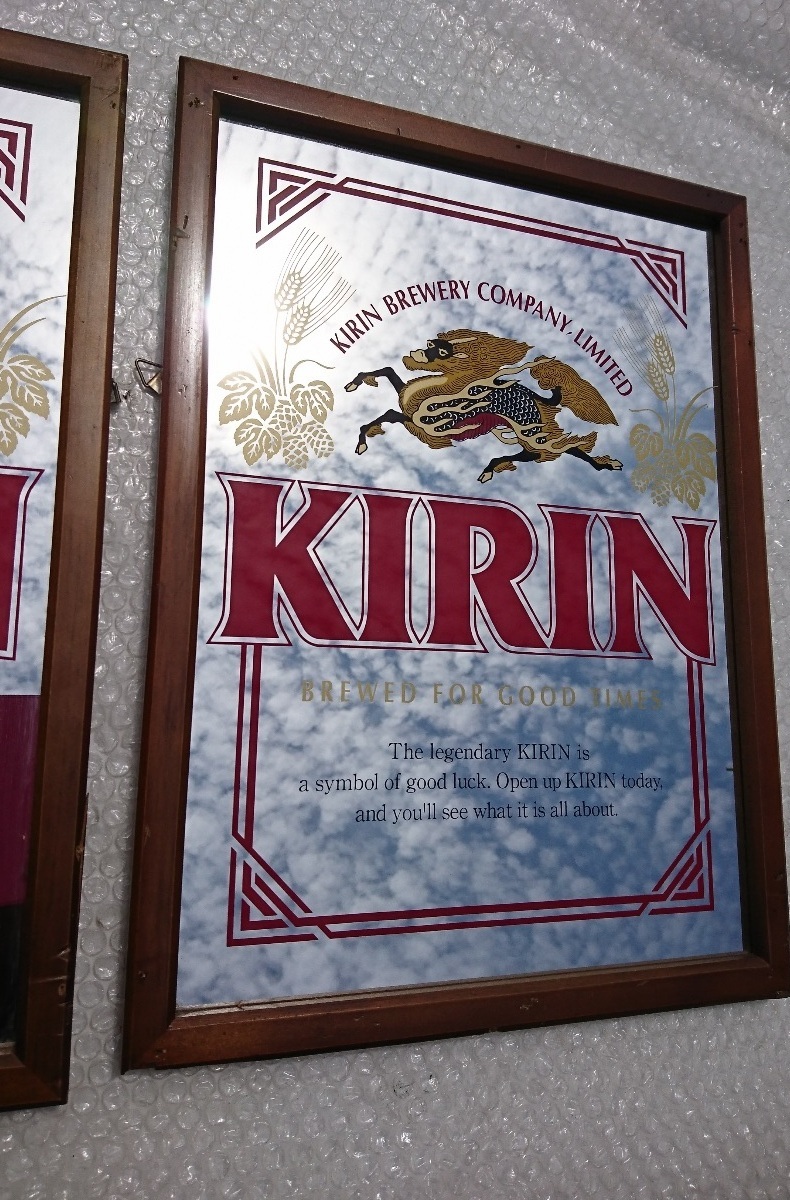 KIRIN BREWERY COMPANY, LIMITED
KIRIN
BREWED FOR GOOD TIMES
The legendary KIRIN is
a symbol of good luck. Open up KIRIN today,
and you'll see what it is all about.